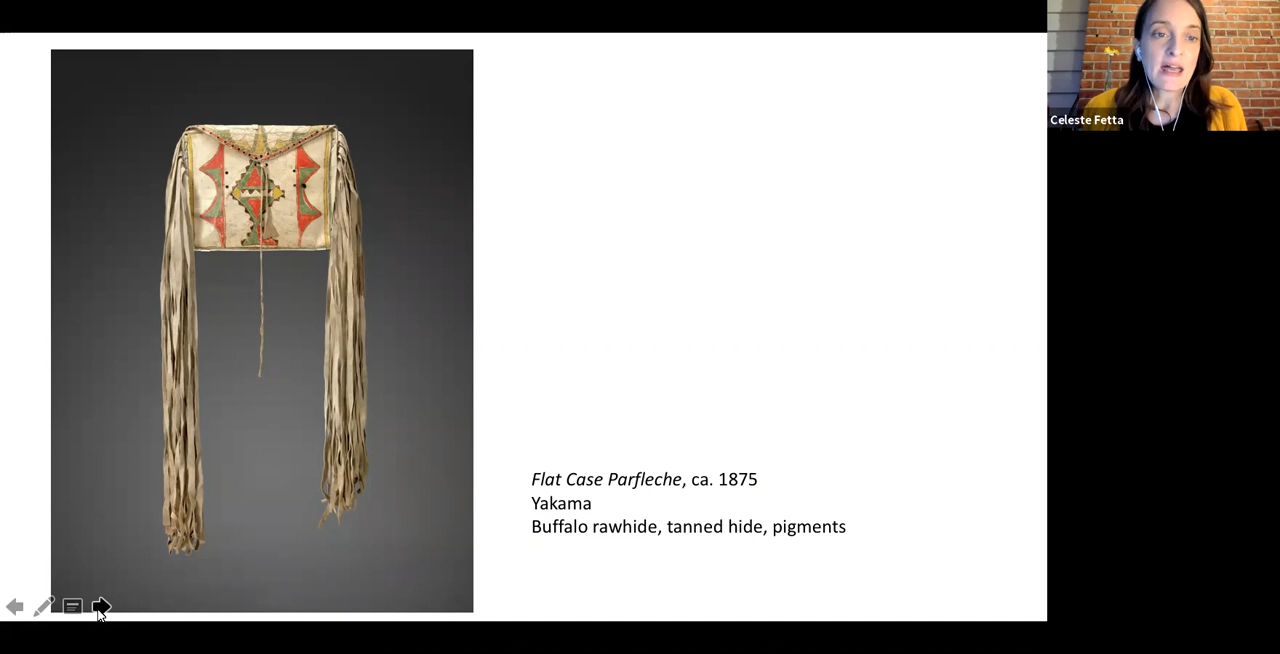 Celeste Fetta
Flat Case Parfleche, ca. 1875
Yakama
Buffalo rawhide, tanned hide, pigments